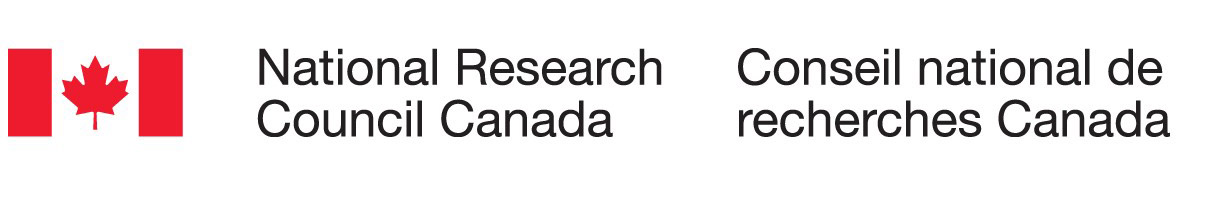 National Research
Council Canada
Conseil national de
recherches Canada